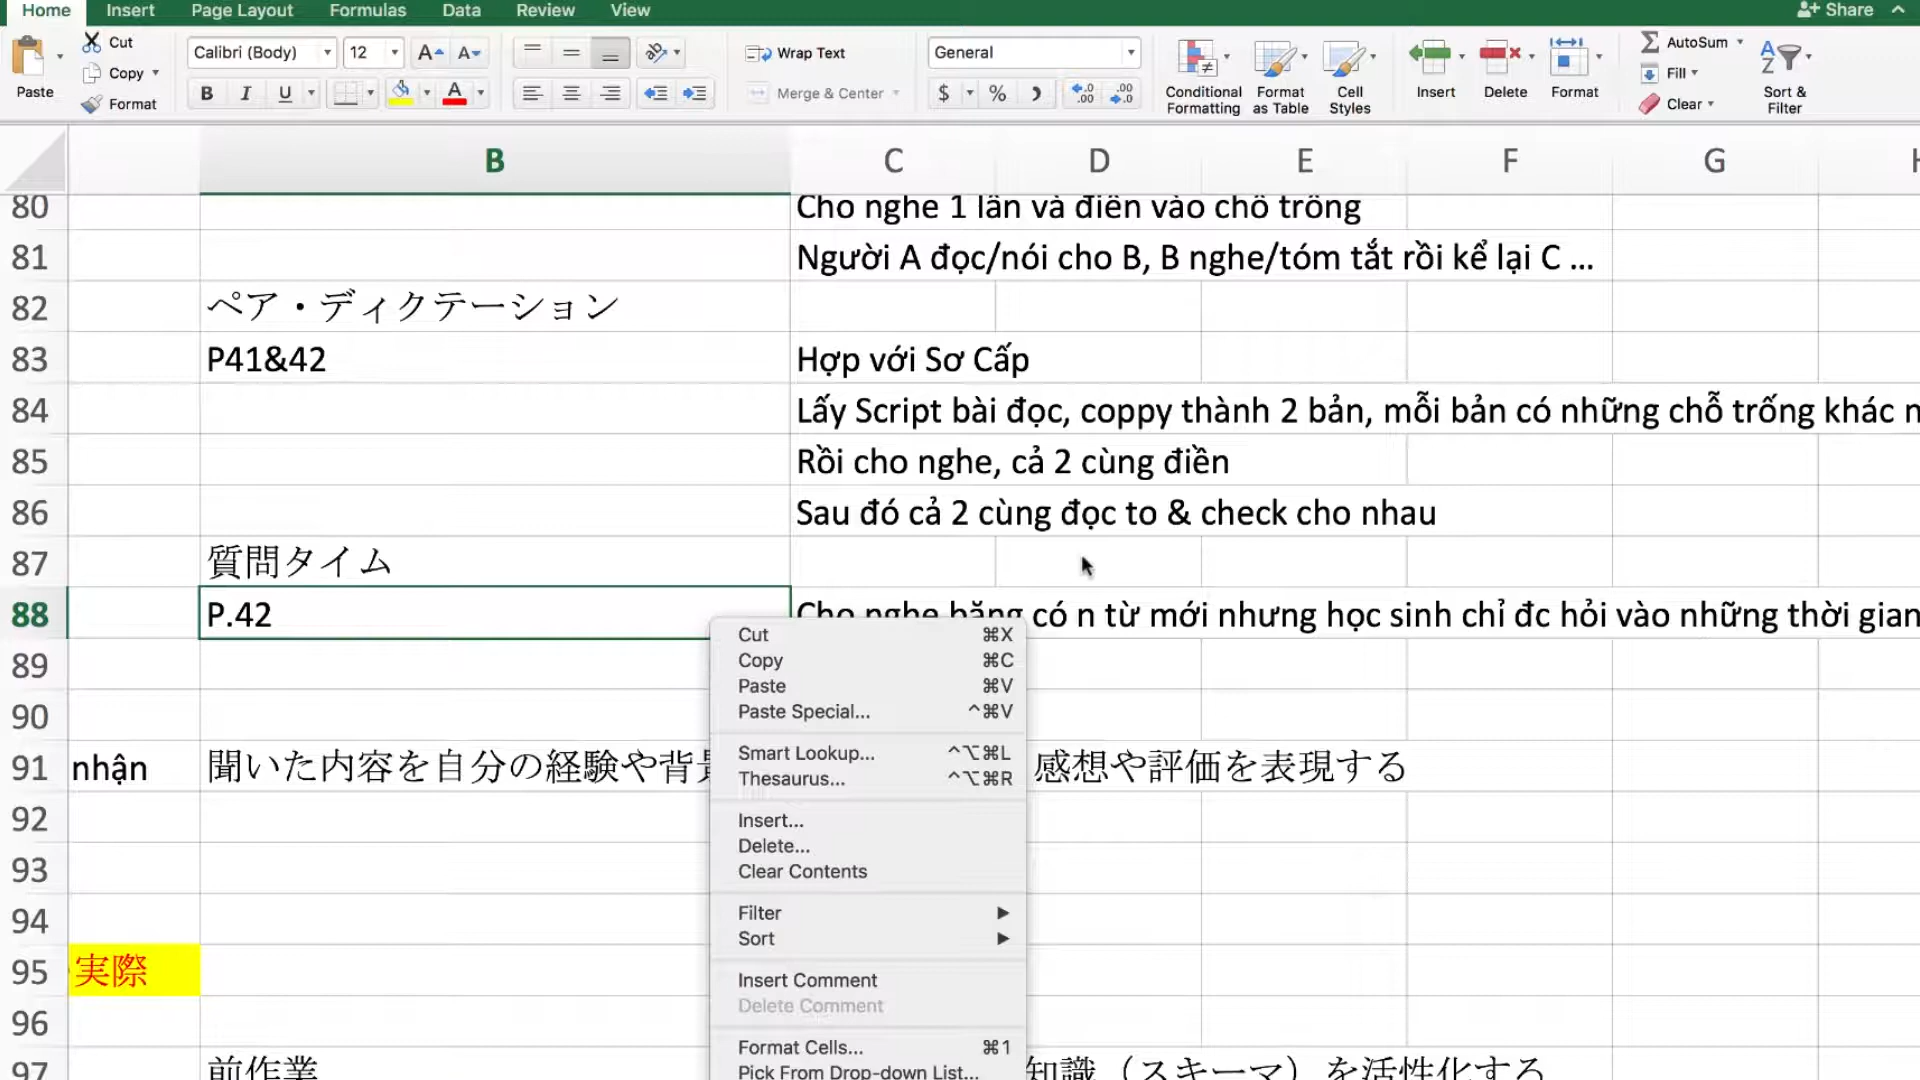 Home Insert Page Layout Formulas Data Review View Share
Cut
Copy
Format
Paste
Calibri (Body) 12
B I U
Wrap Text
Merge & Center
General
$ %
Conditional Formatting
Format as Table
Cell Styles
Insert
Delete
Format
AutoSum
Fill
Clear
Sort & Filter
B C D E F G
80 Cho nghe 1 lần và điền vào chỗ trống
81 Người A đọc/nói cho B, B nghe/tóm tắt rồi kể lại C ...
82 ペア・ディクテーション
83 P41&42 Hợp với Sơ Cấp
84 Lấy Script bài đọc, coppy thành 2 bản, mỗi bản có những chỗ trống khác
85 Rồi cho nghe, cả 2 cùng điền
86 Sau đó cả 2 cùng đọc to & check cho nhau
87 質問タイム
88 P.42 Cho nghe băng có n từ mới nhưng học sinh chỉ đc hỏi vào những thời gian
89
90
91 nhận 聞いた内容を自分の経験や背 感想や評価を表現する
92
93
94
95 実際
96
97 前作業 知識（スキーマ）を活性化する
Cut ⌘X
Copy ⌘C
Paste ⌘V
Paste Special... ^⌘V
Smart Lookup... ^⌥⌘L
Thesaurus... ^⌥⌘R
Insert...
Delete...
Clear Contents
Filter
Sort
Insert Comment
Delete Comment
Format Cells... ⌘1
Pick From Drop-down List...